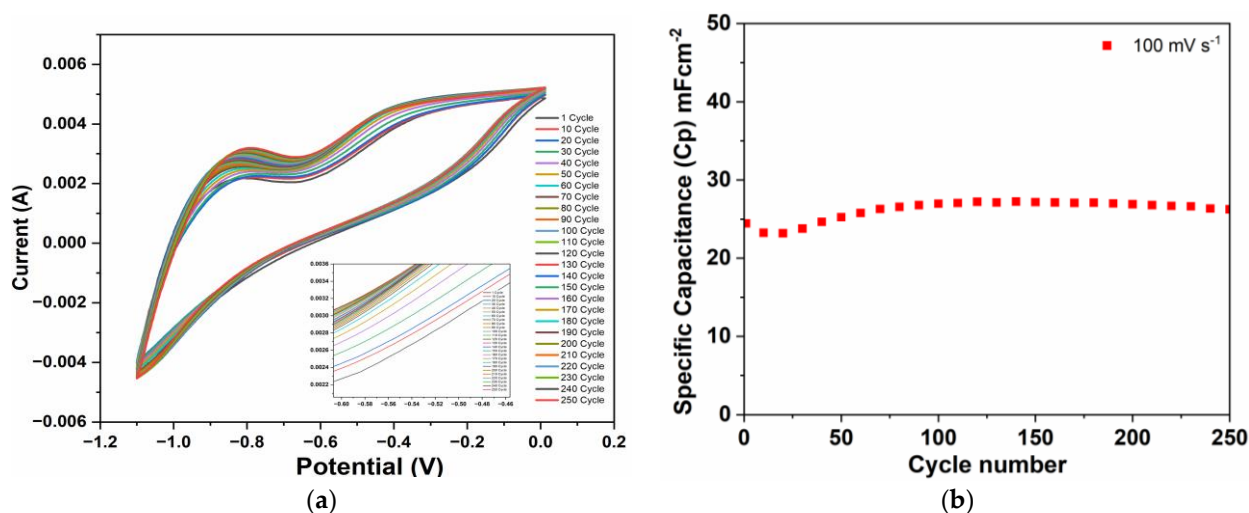 0.006
0.004
0.002
0.000
−0.002
−0.004
−0.006
Current (A)
−1.2 −1.0 −0.8 −0.6 −0.4 −0.2 0.0 0.2
Potential (V)
1 Cycle
10 Cycle
20 Cycle
30 Cycle
40 Cycle
50 Cycle
60 Cycle
70 Cycle
80 Cycle
90 Cycle
100 Cycle
110 Cycle
120 Cycle
130 Cycle
140 Cycle
150 Cycle
160 Cycle
170 Cycle
180 Cycle
190 Cycle
200 Cycle
210 Cycle
220 Cycle
230 Cycle
240 Cycle
250 Cycle
0.0036
0.0034
0.0032
0.0030
0.0028
0.0026
0.0024
0.0022
−0.60 −0.58 −0.56 −0.54 −0.52 −0.50 −0.48 −0.46
(a)
50
40
30
20
10
0
Specific Capacitance (Cp) mFcm⁻²
100 mV s⁻¹
0 50 100 150 200 250
Cycle number
(b)